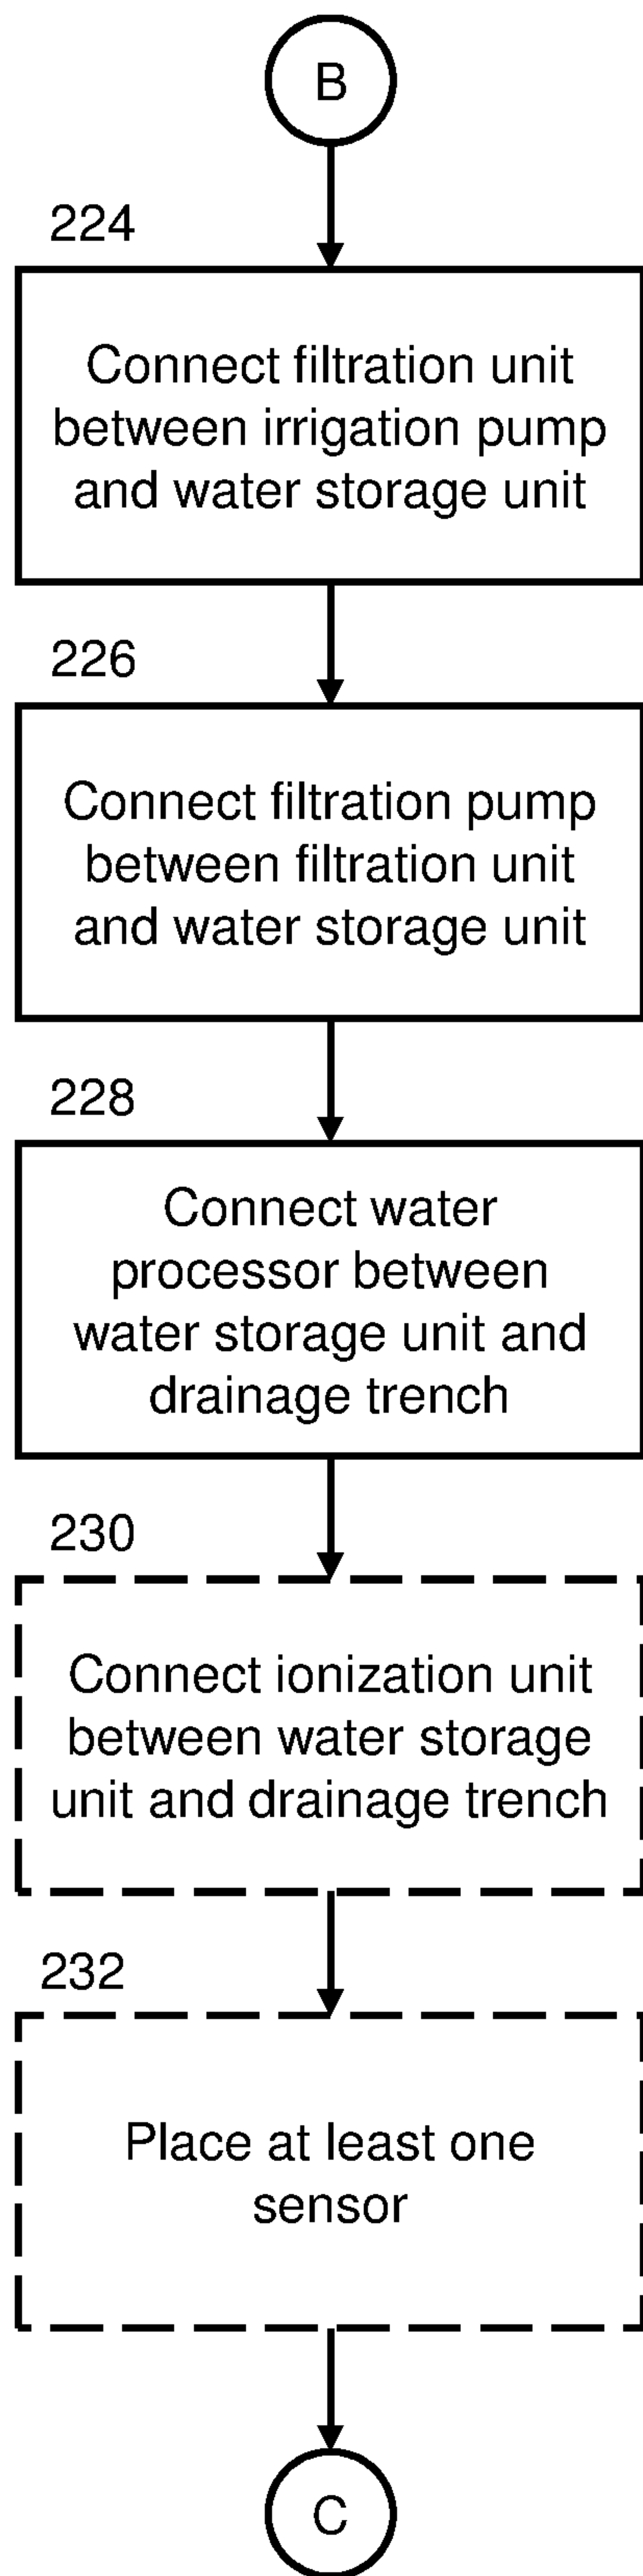 B
224
Connect filtration unit
between irrigation pump
and water storage unit
226
Connect filtration pump
between filtration unit
and water storage unit
228
Connect water
processor between
water storage unit and
drainage trench
230
Connect ionization unit
between water storage
unit and drainage trench
232
Place at least one
sensor
C